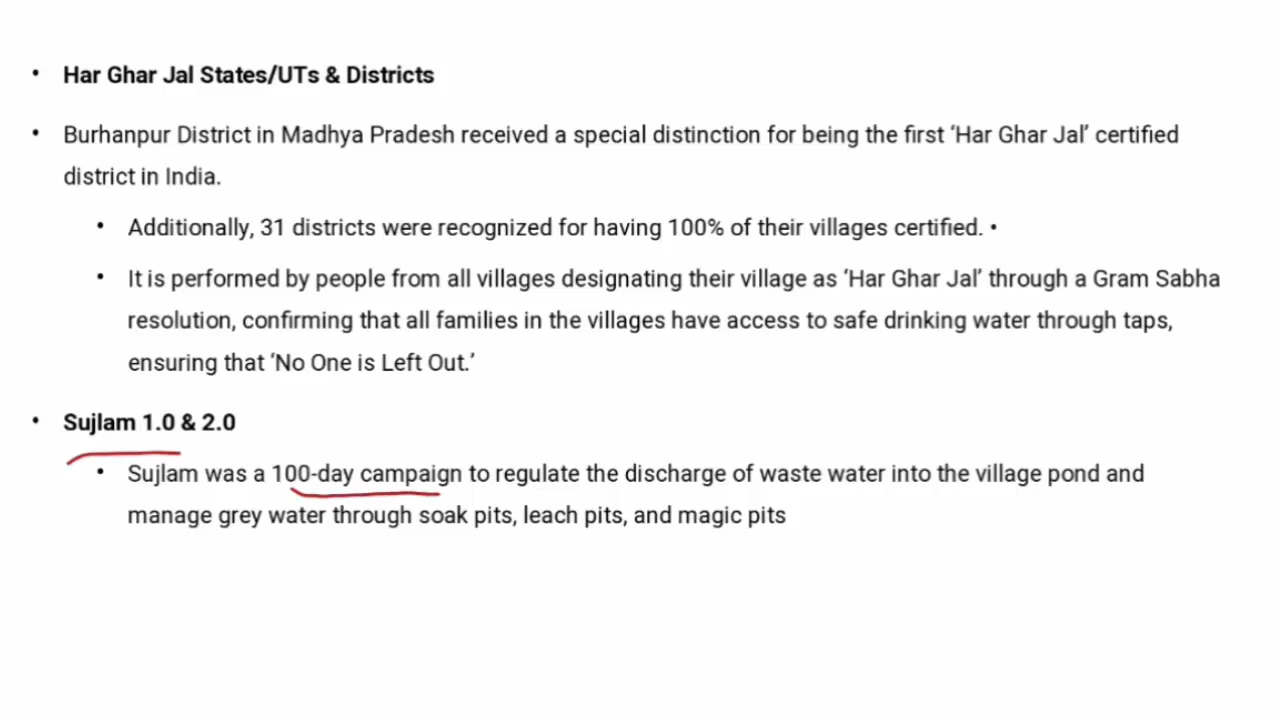 • Har Ghar Jal States/UTs & Districts
• Burhanpur District in Madhya Pradesh received a special distinction for being the first ‘Har Ghar Jal’ certified
district in India.
• Additionally, 31 districts were recognized for having 100% of their villages certified. •
• It is performed by people from all villages designating their village as ‘Har Ghar Jal’ through a Gram Sabha
resolution, confirming that all families in the villages have access to safe drinking water through taps,
ensuring that ‘No One is Left Out.’
• Sujlam 1.0 & 2.0
• Sujlam was a 100-day campaign to regulate the discharge of waste water into the village pond and
manage grey water through soak pits, leach pits, and magic pits